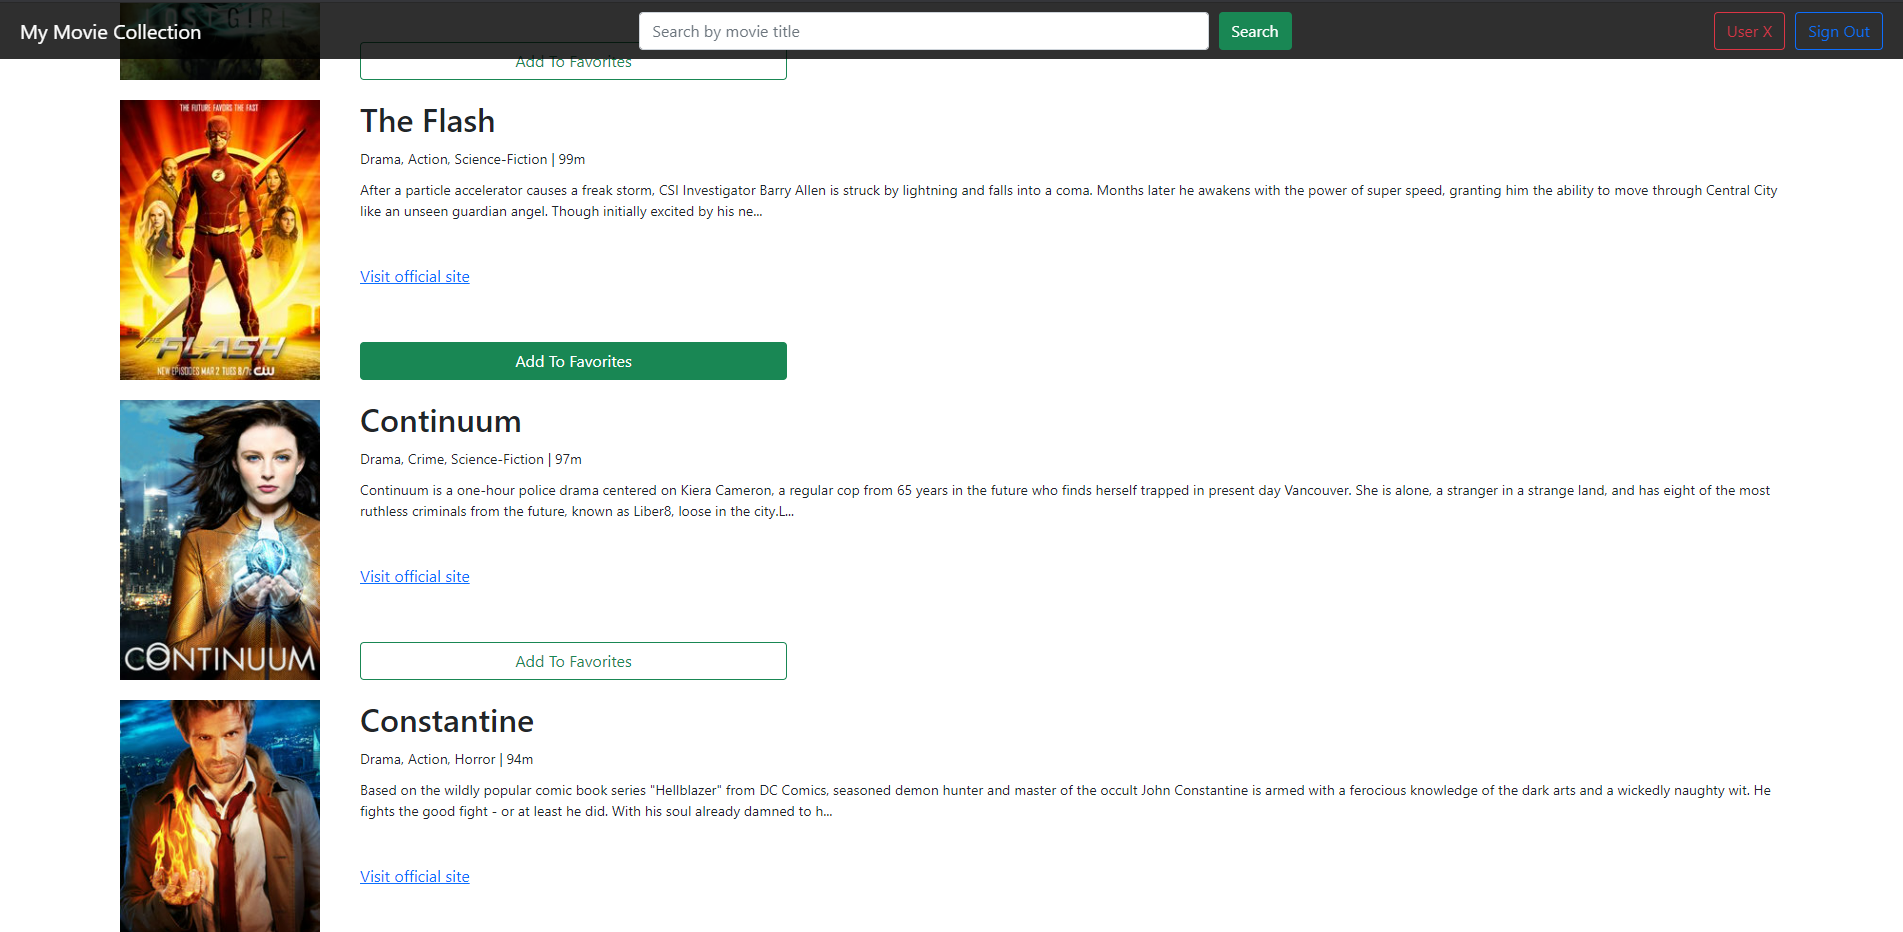 My Movie Collection
Search by movie title
Search
User X
Sign Out
LOST GIRL
Add To Favorites
THE FUTURE FAVORS THE FAST
THE FLASH
NEW EPISODES MAR 2 TUES 8/7c CW
The Flash
Drama, Action, Science-Fiction | 99m
After a particle accelerator causes a freak storm, CSI Investigator Barry Allen is struck by lightning and falls into a coma. Months later he awakens with the power of super speed, granting him the ability to move through Central City
like an unseen guardian angel. Though initially excited by his ne...
Visit official site
Add To Favorites
CONTINUUM
Continuum
Drama, Crime, Science-Fiction | 97m
Continuum is a one-hour police drama centered on Kiera Cameron, a regular cop from 65 years in the future who finds herself trapped in present day Vancouver. She is alone, a stranger in a strange land, and has eight of the most
ruthless criminals from the future, known as Liber8, loose in the city.L...
Visit official site
Add To Favorites
Constantine
Drama, Action, Horror | 94m
Based on the wildly popular comic book series "Hellblazer" from DC Comics, seasoned demon hunter and master of the occult John Constantine is armed with a ferocious knowledge of the dark arts and a wickedly naughty wit. He
fights the good fight - or at least he did. With his soul already damned to h...
Visit official site